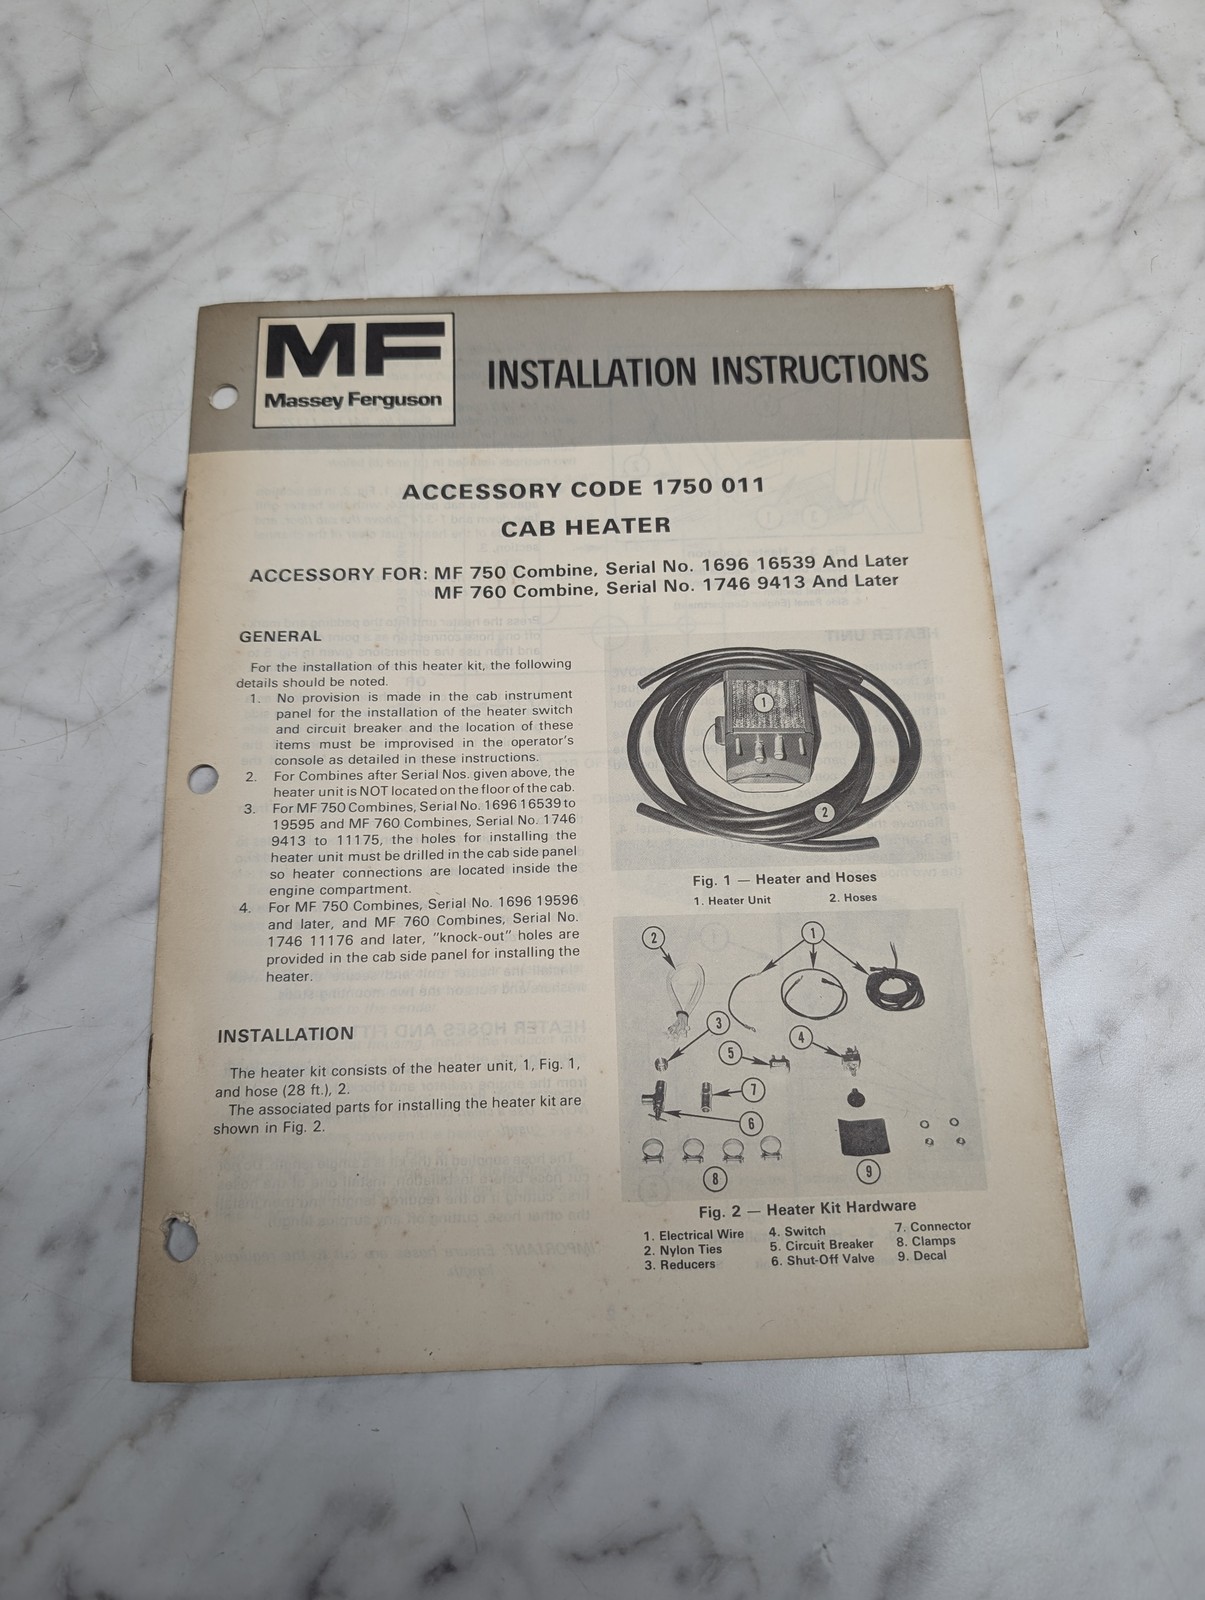 MF
Massey Ferguson
INSTALLATION INSTRUCTIONS
ACCESSORY CODE 1750 011
CAB HEATER
ACCESSORY FOR: MF 750 Combine, Serial No. 1696 16539 And Later
MF 760 Combine, Serial No. 1746 9413 And Later
GENERAL
For the installation of this heater kit, the following
details should be noted.
1. No provision is made in the cab instrument
panel for the installation of the heater switch
and circuit breaker and the location of these
items must be improvised in the operator's
console as detailed in these instructions.
2. For Combines after Serial Nos. given above, the
heater unit is NOT located on the floor of the cab.
3. For MF 750 Combines, Serial No. 1696 16539 to
19595 and MF 760 Combines, Serial No. 1746
9413 to 11175, the holes for installing the
heater unit must be drilled in the cab side panel
so heater connections are located inside the
engine compartment.
4. For MF 750 Combines, Serial No. 1696 19596
and later, and MF 760 Combines, Serial No.
1746 11176 and later, "knock-out" holes are
provided in the cab side panel for installing the
heater.
INSTALLATION
The heater kit consists of the heater unit, 1, Fig. 1,
and hose (28 ft.), 2.
The associated parts for installing the heater kit are
shown in Fig. 2.
1
2
Fig. 1 — Heater and Hoses
1. Heater Unit 2. Hoses
2
1
3
4
5
7
6
8
9
Fig. 2 — Heater Kit Hardware
1. Electrical Wire 4. Switch 7. Connector
2. Nylon Ties 5. Circuit Breaker 8. Clamps
3. Reducers 6. Shut-Off Valve 9. Decal